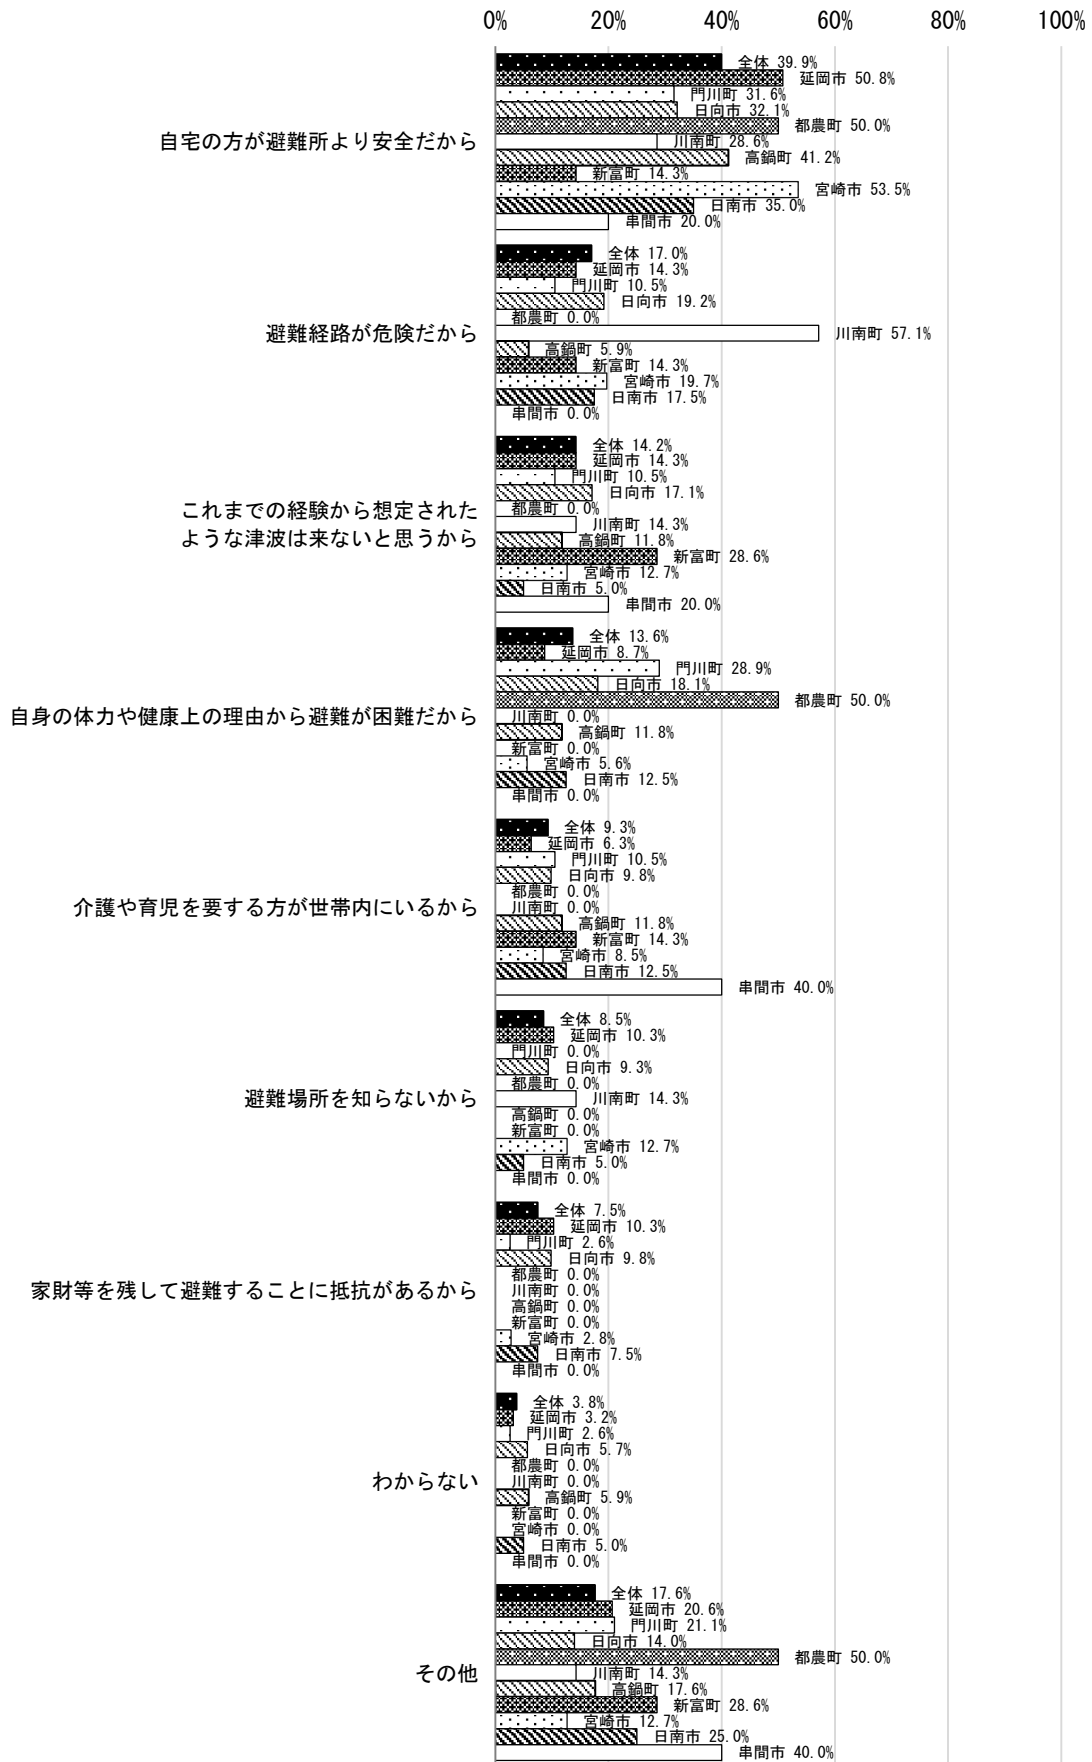 0% 20% 40% 60% 80% 100%
自宅の方が避難所より安全だから
全体 39.9%
延岡市 50.8%
門川町 31.6%
日向市 32.1%
都農町 50.0%
川南町 28.6%
高鍋町 41.2%
新富町 14.3%
宮崎市 53.5%
日南市 35.0%
串間市 20.0%
避難経路が危険だから
全体 17.0%
延岡市 14.3%
門川町 10.5%
日向市 19.2%
都農町 0.0%
川南町 57.1%
高鍋町 5.9%
新富町 14.3%
宮崎市 19.7%
日南市 17.5%
串間市 0.0%
これまでの経験から想定された
ような津波は来ないと思うから
全体 14.2%
延岡市 14.3%
門川町 10.5%
日向市 17.1%
都農町 0.0%
川南町 14.3%
高鍋町 11.8%
新富町 28.6%
宮崎市 12.7%
日南市 5.0%
串間市 20.0%
自身の体力や健康上の理由から避難が困難だから
全体 13.6%
延岡市 8.7%
門川町 28.9%
日向市 18.1%
都農町 50.0%
川南町 0.0%
高鍋町 11.8%
新富町 0.0%
宮崎市 5.6%
日南市 12.5%
串間市 0.0%
介護や育児を要する方が世帯内にいるから
全体 9.3%
延岡市 6.3%
門川町 10.5%
日向市 9.8%
都農町 0.0%
川南町 0.0%
高鍋町 11.8%
新富町 14.3%
宮崎市 8.5%
日南市 12.5%
串間市 40.0%
避難場所を知らないから
全体 8.5%
延岡市 10.3%
門川町 0.0%
日向市 9.3%
都農町 0.0%
川南町 14.3%
高鍋町 0.0%
新富町 0.0%
宮崎市 12.7%
日南市 5.0%
串間市 0.0%
家財等を残して避難することに抵抗があるから
全体 7.5%
延岡市 10.3%
門川町 2.6%
日向市 9.8%
都農町 0.0%
川南町 0.0%
高鍋町 0.0%
新富町 0.0%
宮崎市 2.8%
日南市 7.5%
串間市 0.0%
わからない
全体 3.8%
延岡市 3.2%
門川町 2.6%
日向市 5.7%
都農町 0.0%
川南町 0.0%
高鍋町 5.9%
新富町 0.0%
宮崎市 0.0%
日南市 5.0%
串間市 0.0%
その他
全体 17.6%
延岡市 20.6%
門川町 21.1%
日向市 14.0%
都農町 50.0%
川南町 14.3%
高鍋町 17.6%
新富町 28.6%
宮崎市 12.7%
日南市 25.0%
串間市 40.0%